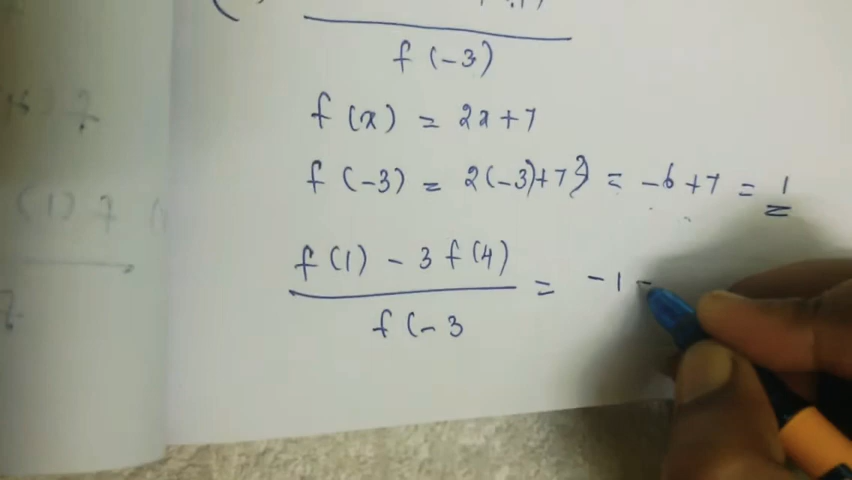 f(-3)
f(x) = 2x+7
f(-3) = 2(-3)+7} = -6+7 = 1
f(1) - 3f(4)
= -1 -
f(-3